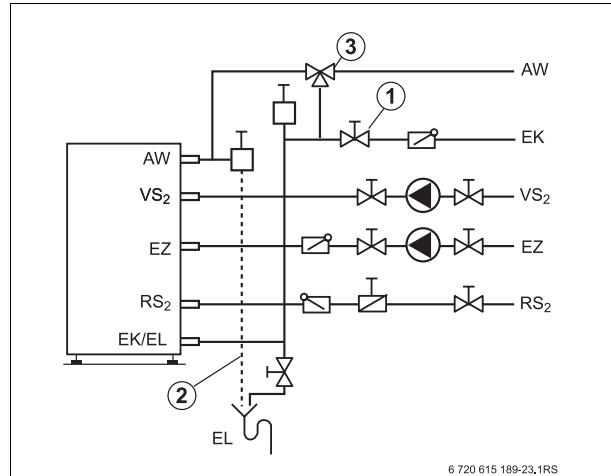 3
AW
AW
1
EK
AW
VS₂
VS₂
EZ
EZ
RS₂
RS₂
EK/EL
2
EL
6 720 615 189-23.1RS